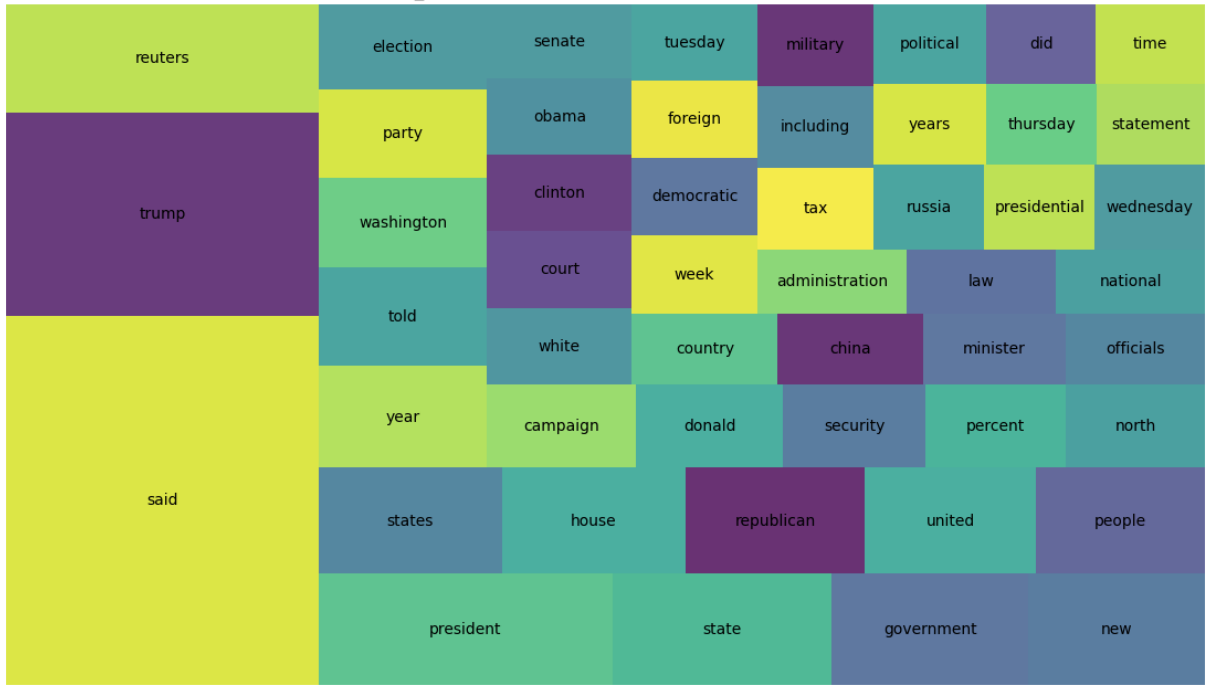 reuters
trump
said
election
party
washington
told
year
senate
obama
clinton
court
white
tuesday
foreign
democratic
week
military
including
tax
political
years
russia
did
thursday
presidential
time
statement
wednesday
administration
law
national
country
china
minister
officials
campaign
donald
security
percent
north
states
house
republican
united
people
president
state
government
new